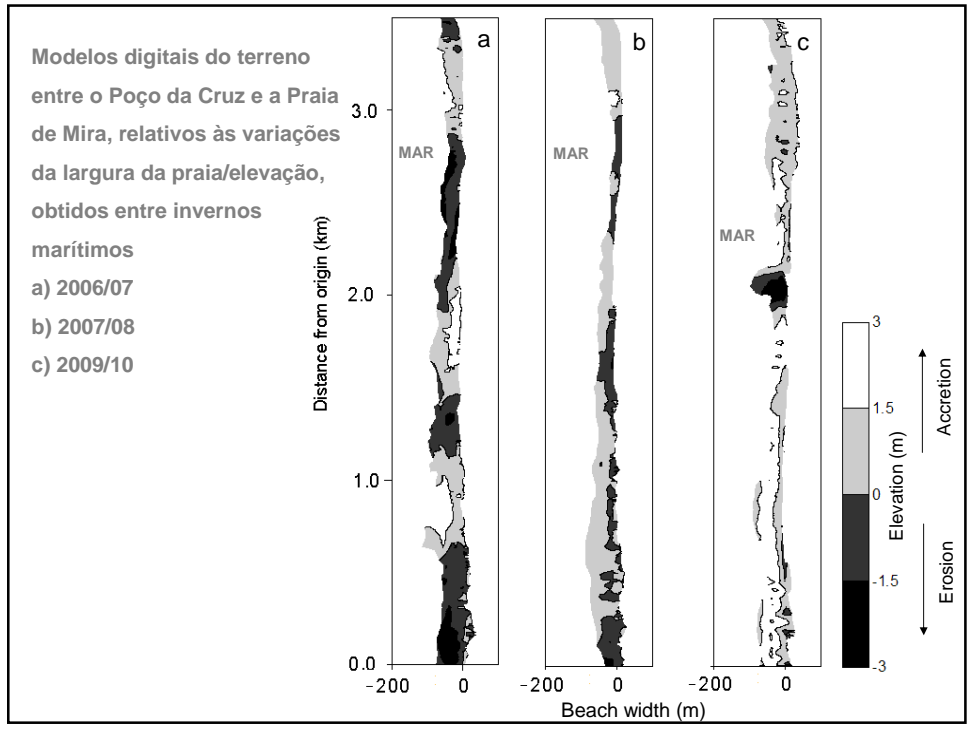 Modelos digitais do terreno
entre o Poço da Cruz e a Praia
de Mira, relativos às variações
da largura da praia/elevação,
obtidos entre invernos
marítimos
a) 2006/07
b) 2007/08
c) 2009/10
a
b
c
MAR
MAR
MAR
Distance from origin (km)
3.0
2.0
1.0
0.0
-200
0
-200
0
-200
0
Beach width (m)
3
1.5
0
-1.5
-3
Elevation (m)
Accretion
Erosion